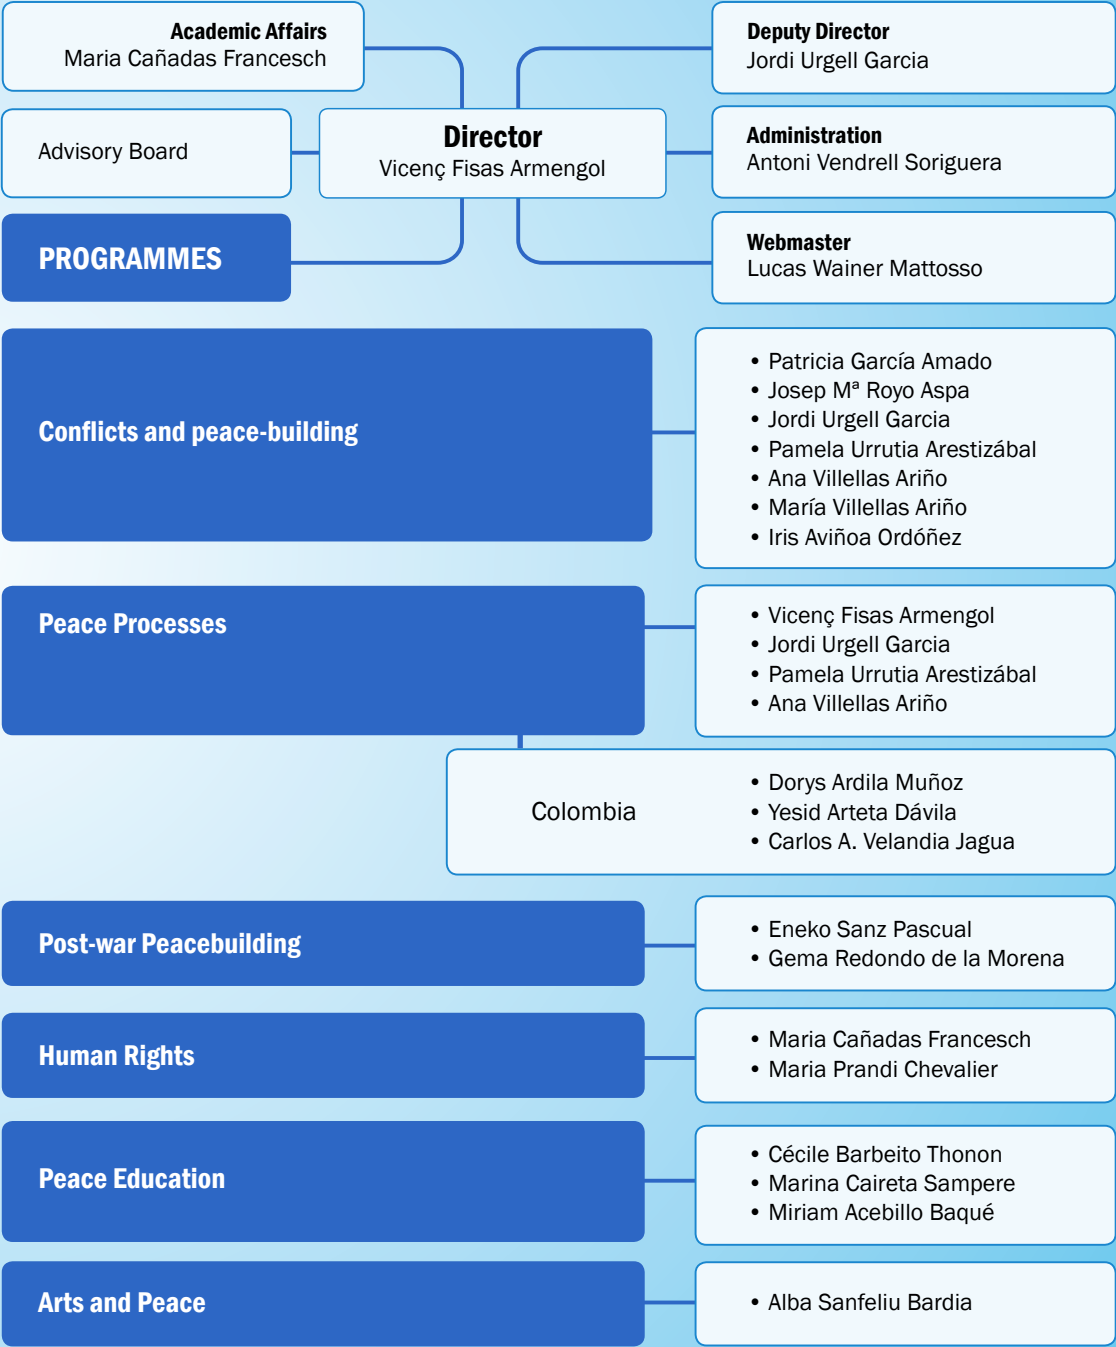 Academic Affairs
Maria Cañadas Francesch
Deputy Director
Jordi Urgell Garcia
Advisory Board
Director
Vicenç Fisas Armengol
Administration
Antoni Vendrell Soriguera
PROGRAMMES
Webmaster
Lucas Wainer Mattosso
Conflicts and peace-building
• Patricia García Amado
• Josep Mª Royo Aspa
• Jordi Urgell Garcia
• Pamela Urrutia Arestizábal
• Ana Villellas Ariño
• María Villellas Ariño
• Iris Aviñoa Ordóñez
Peace Processes
• Vicenç Fisas Armengol
• Jordi Urgell Garcia
• Pamela Urrutia Arestizábal
• Ana Villellas Ariño
Colombia
• Dorys Ardila Muñoz
• Yesid Arteta Dávila
• Carlos A. Velandia Jagua
Post-war Peacebuilding
• Eneko Sanz Pascual
• Gema Redondo de la Morena
Human Rights
• Maria Cañadas Francesch
• Maria Prandi Chevalier
Peace Education
• Cécile Barbeito Thonon
• Marina Caireta Sampere
• Miriam Acebillo Baqué
Arts and Peace
• Alba Sanfeliu Bardia